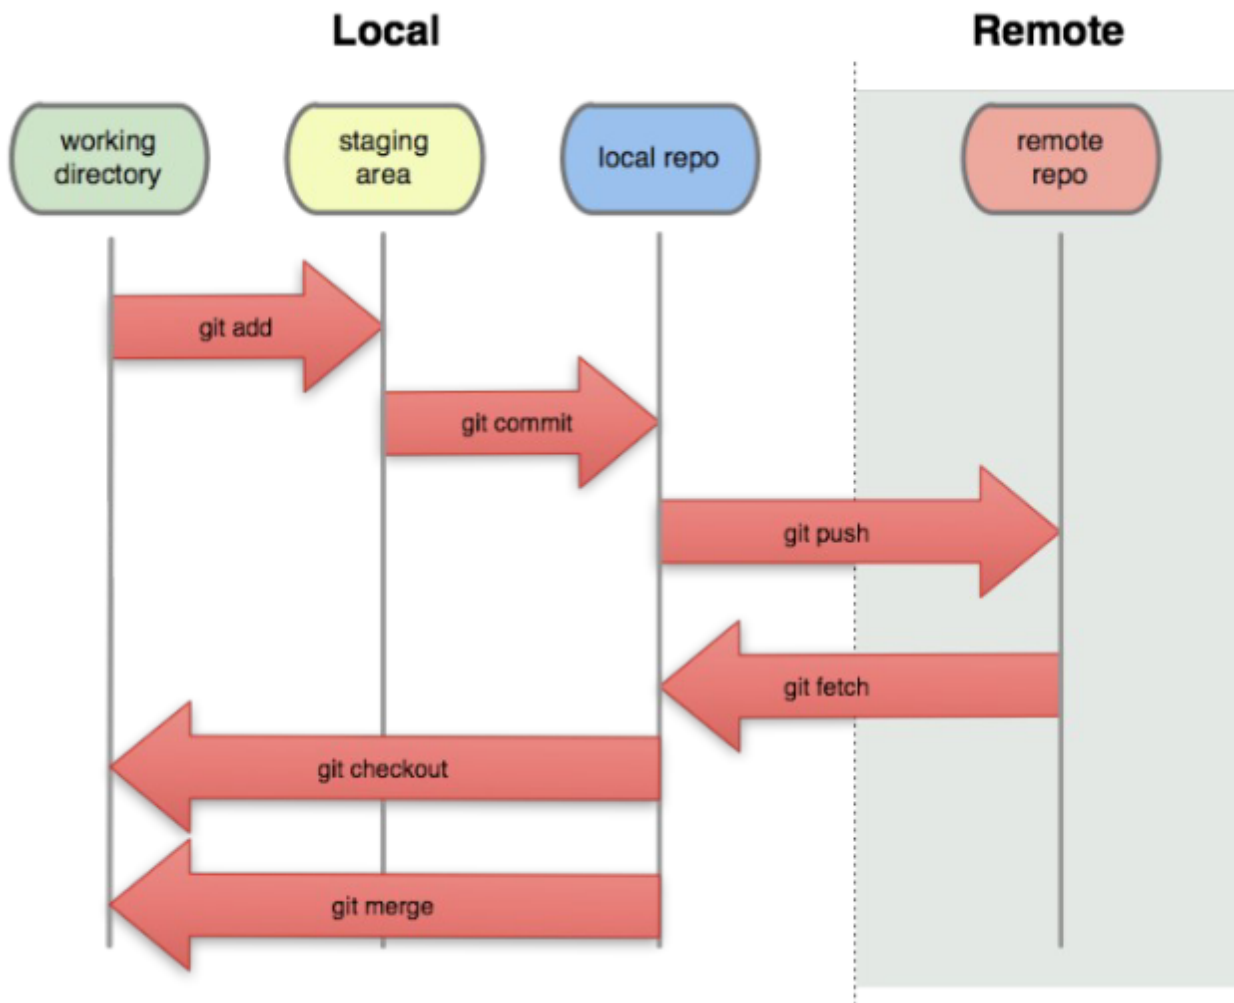 Local
Remote
working
directory
staging
area
local repo
remote
repo
git add
git commit
git push
git fetch
git checkout
git merge